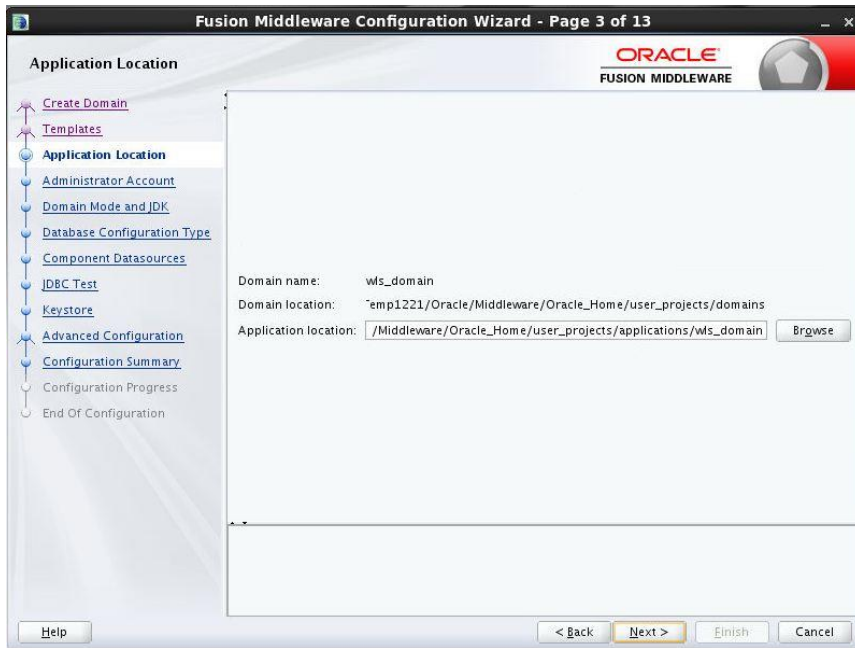 Fusion Middleware Configuration Wizard - Page 3 of 13
Application Location
ORACLE
FUSION MIDDLEWARE
Create Domain
Templates
Application Location
Administrator Account
Domain Mode and JDK
Database Configuration Type
Component Datasources
JDBC Test
Keystore
Advanced Configuration
Configuration Summary
Configuration Progress
End Of Configuration
Domain name: wls_domain
Domain location: emp1221/Oracle/Middleware/Oracle_Home/user_projects/domains
Application location: /Middleware/Oracle_Home/user_projects/applications/wls_domain Browse
Help < Back Next > Finish Cancel